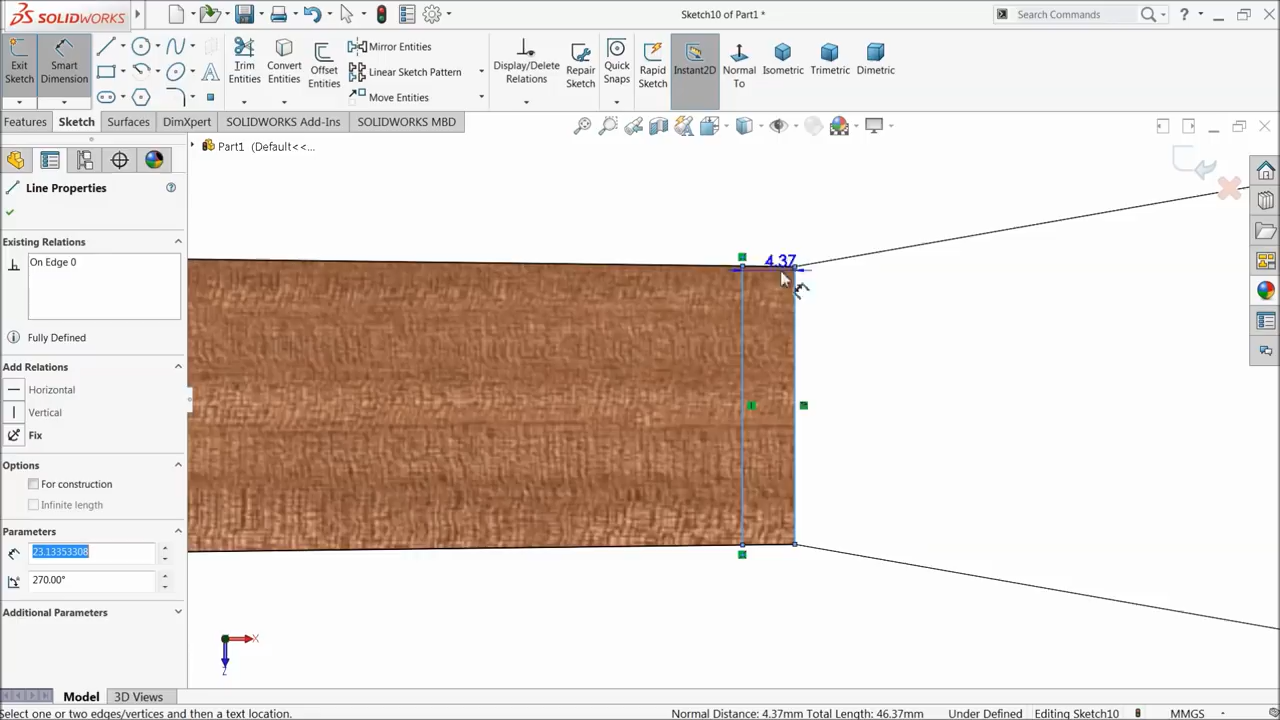 SOLIDWORKS
Sketch10 of Part1 *
Search Commands
?
Exit Sketch
Smart Dimension
Trim Entities
Convert Entities
Offset Entities
Mirror Entities
Linear Sketch Pattern
Move Entities
Display/Delete Relations
Repair Sketch
Quick Snaps
Rapid Sketch
Instant2D
Normal To
Isometric
Trimetric
Dimetric
Features
Sketch
Surfaces
DimXpert
SOLIDWORKS Add-Ins
SOLIDWORKS MBD
Part1 (Default<<...
Line Properties
Existing Relations
On Edge 0
Fully Defined
Add Relations
Horizontal
Vertical
Fix
Options
For construction
Infinite length
Parameters
23.13353308
270.00°
Additional Parameters
4.37
X
Z
Model
3D Views
Select one or two edges/vertices and then a text location.
Normal Distance: 4.37mm Total Length: 46.37mm
Under Defined
Editing Sketch10
MMGS